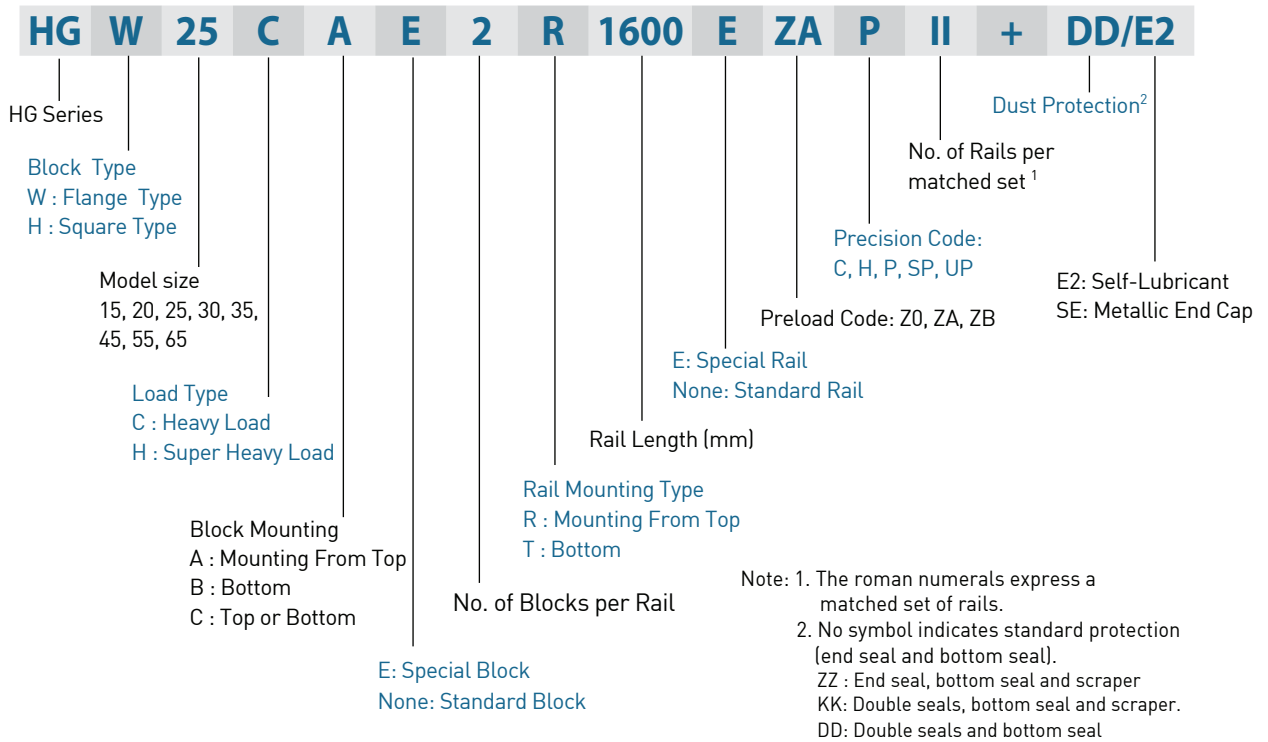 HG W 25 C A E 2 R 1600 E ZA P II + DD/E2
HG Series
Block Type
W : Flange Type
H : Square Type
Model size
15, 20, 25, 30, 35,
45, 55, 65
Load Type
C : Heavy Load
H : Super Heavy Load
Block Mounting
A : Mounting From Top
B : Bottom
C : Top or Bottom
E: Special Block
None: Standard Block
No. of Blocks per Rail
Rail Mounting Type
R : Mounting From Top
T : Bottom
Rail Length (mm)
E: Special Rail
None: Standard Rail
Preload Code: Z0, ZA, ZB
Precision Code:
C, H, P, SP, UP
No. of Rails per
matched set 1
Dust Protection2
E2: Self-Lubricant
SE: Metallic End Cap
Note: 1. The roman numerals express a
matched set of rails.
2. No symbol indicates standard protection
(end seal and bottom seal).
ZZ : End seal, bottom seal and scraper
KK: Double seals, bottom seal and scraper.
DD: Double seals and bottom seal